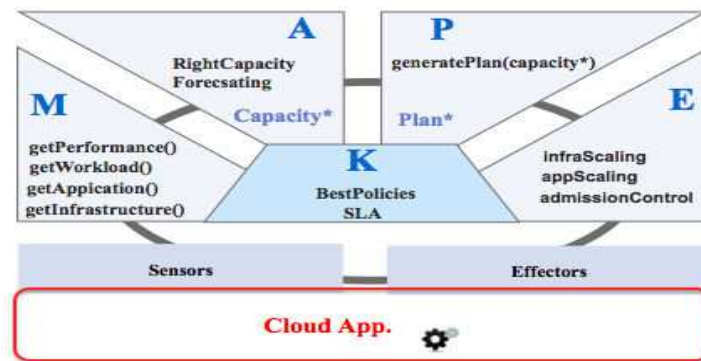 A
RightCapacity
Forecsating
Capacity*
P
generatePlan(capacity*)
Plan*
M
getPerformance()
getWorkload()
getAppication()
getInfrastructure()
K
BestPolicies
SLA
E
infraScaling
appScaling
admissionControl
Sensors
Effectors
Cloud App.